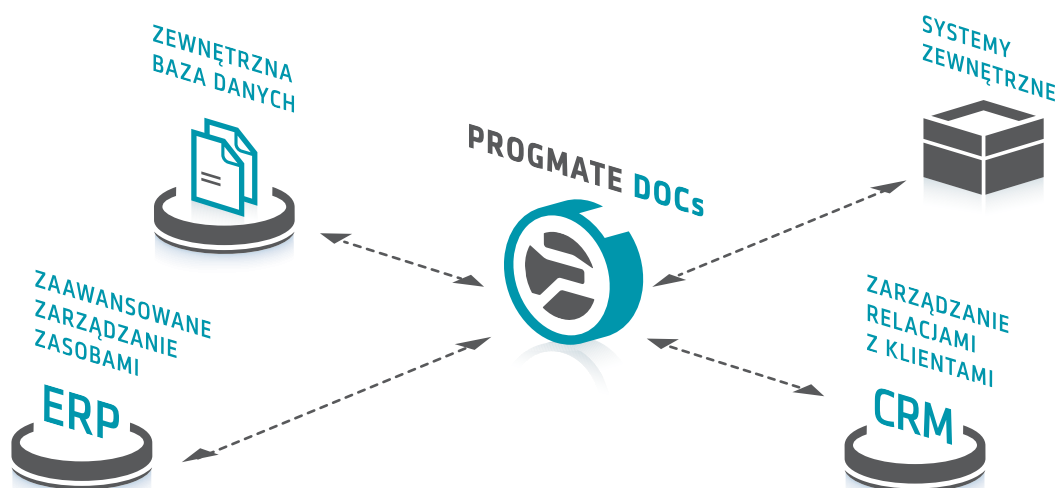 ZEWNĘTRZNA
BAZA DANYCH
SYSTEMY
ZEWNĘTRZNE
PROGMATE DOCs
ZAAWANSOWANE
ZARZĄDZANIE
ZASOBAMI
ERP
ZARZĄDZANIE
RELACJAMI
Z KLIENTAMI
CRM